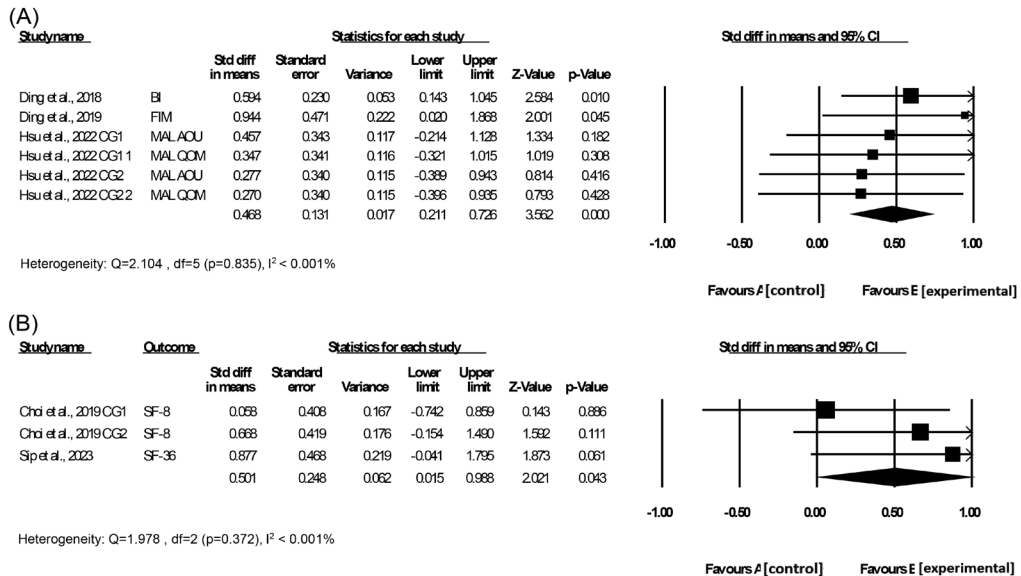 (A)
Studyname Statistics for each study Std diff in means and 95% CI
Std diff in means Standard error Variance Lower limit Upper limit Z-Value p-Value
Ding et al., 2018 BI 0.594 0.230 0.053 0.143 1.045 2.584 0.010
Ding et al., 2019 FIM 0.944 0.471 0.222 0.020 1.868 2.001 0.045
Hsu et al., 2022 CG1 MAL AOU 0.457 0.343 0.117 -0.214 1.128 1.334 0.182
Hsu et al., 2022 CG1 1 MAL QOM 0.347 0.341 0.116 -0.321 1.015 1.019 0.308
Hsu et al., 2022 CG2 MAL AOU 0.277 0.340 0.115 -0.389 0.943 0.814 0.416
Hsu et al., 2022 CG2 2 MAL QOM 0.270 0.340 0.115 -0.396 0.935 0.793 0.428
0.468 0.131 0.017 0.211 0.726 3.562 0.000
-1.00 -0.50 0.00 0.50 1.00
Heterogeneity: Q=2.104 , df=5 (p=0.835), I² < 0.001%
Favours A [control] Favours E [experimental]
(B)
Studyname Outcome Statistics for each study Std diff in means and 95% CI
Std diff in means Standard error Variance Lower limit Upper limit Z-Value p-Value
Choi et al., 2019 CG1 SF-8 0.058 0.408 0.167 -0.742 0.859 0.143 0.886
Choi et al., 2019 CG2 SF-8 0.668 0.419 0.176 -0.154 1.490 1.592 0.111
Sip et al., 2023 SF-36 0.877 0.468 0.219 -0.041 1.795 1.873 0.061
0.501 0.248 0.062 0.015 0.988 2.021 0.043
-1.00 -0.50 0.00 0.50 1.00
Heterogeneity: Q=1.978 , df=2 (p=0.372), I² < 0.001%
Favours A [control] Favours E [experimental]